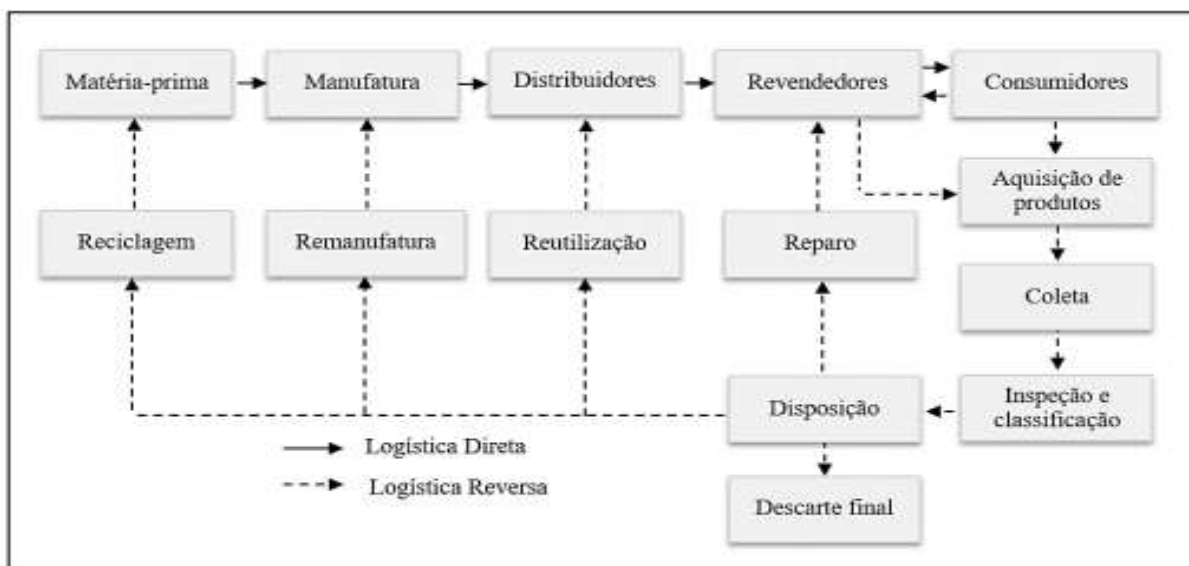 Matéria-prima
Manufatura
Distribuidores
Revendedores
Consumidores
Aquisição de
produtos
Reciclagem
Remanufatura
Reutilização
Reparo
Coleta
Disposição
Inspeção e
classificação
Logística Direta
Logística Reversa
Descarte final